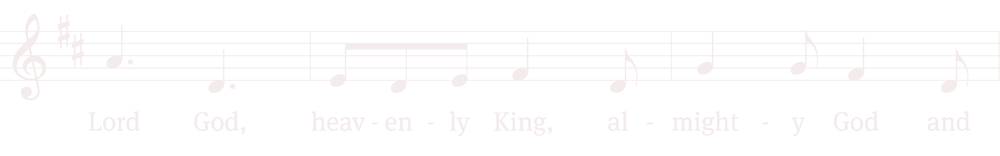 Lord God, heav - en - ly King, al - might - y God and